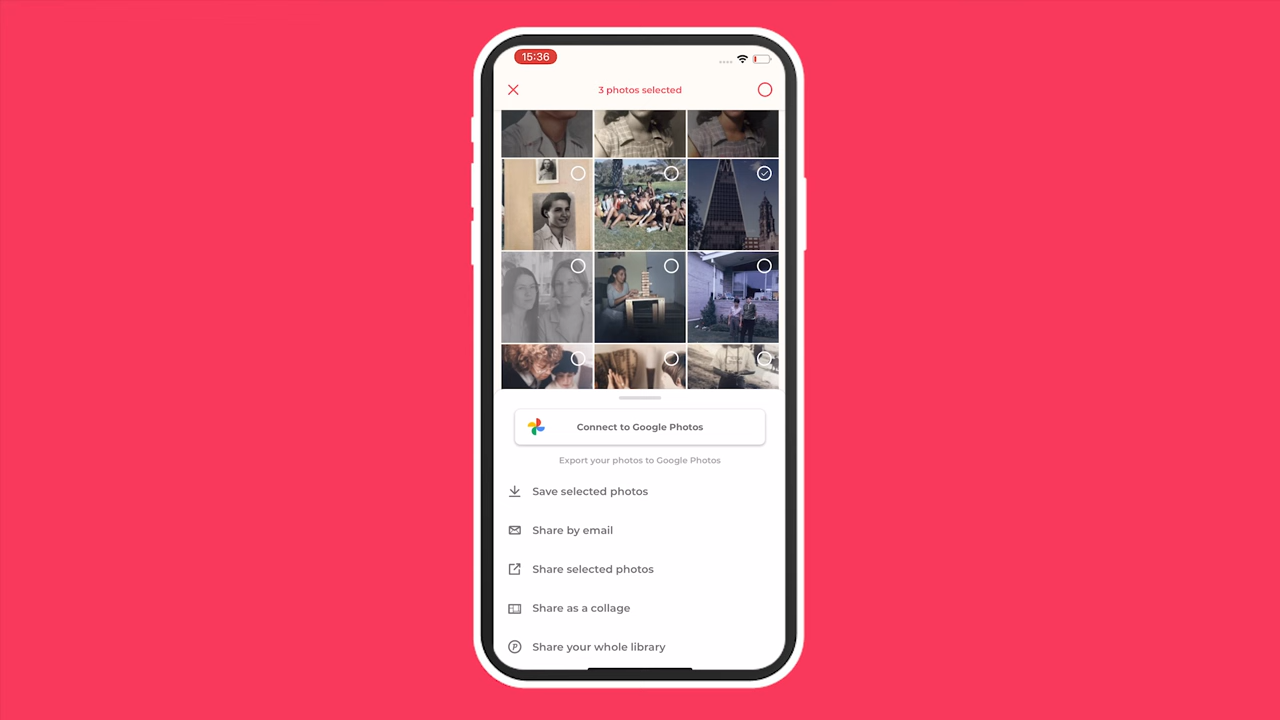 15:36
3 photos selected
Connect to Google Photos
Export your photos to Google Photos
Save selected photos
Share by email
Share selected photos
Share as a collage
Share your whole library